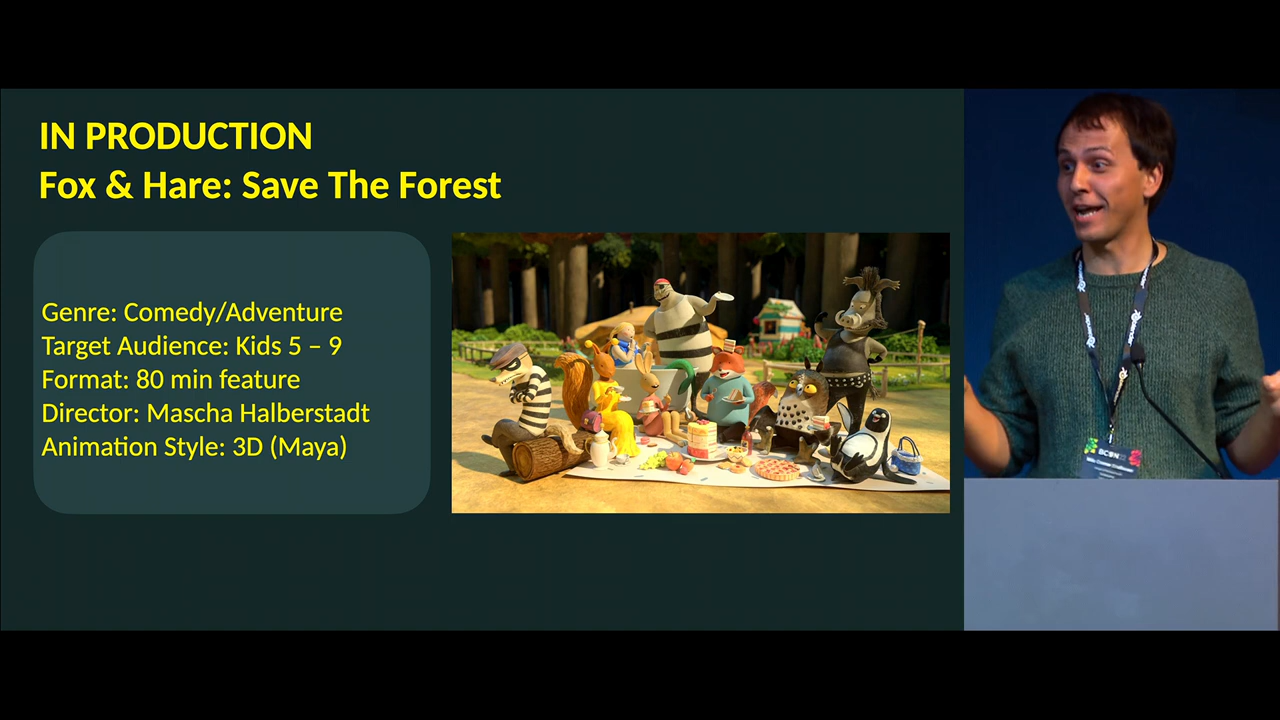 IN PRODUCTION
Fox & Hare: Save The Forest
Genre: Comedy/Adventure
Target Audience: Kids 5 – 9
Format: 80 min feature
Director: Mascha Halberstadt
Animation Style: 3D (Maya)